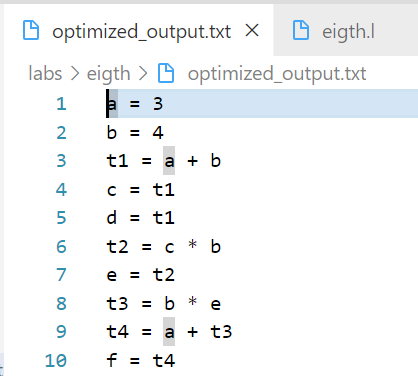 optimized_output.txt × eigth.l
labs > eigth > optimized_output.txt
1 a = 3
2 b = 4
3 t1 = a + b
4 c = t1
5 d = t1
6 t2 = c * b
7 e = t2
8 t3 = b * e
9 t4 = a + t3
10 f = t4